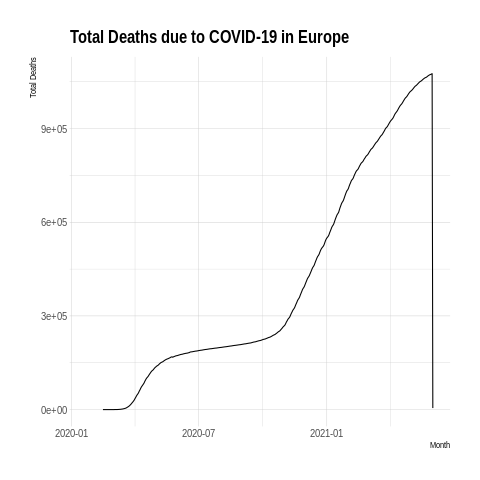 Total Deaths due to COVID-19 in Europe
Total Deaths
9e+05
6e+05
3e+05
0e+00
2020-01 2020-07 2021-01
Month